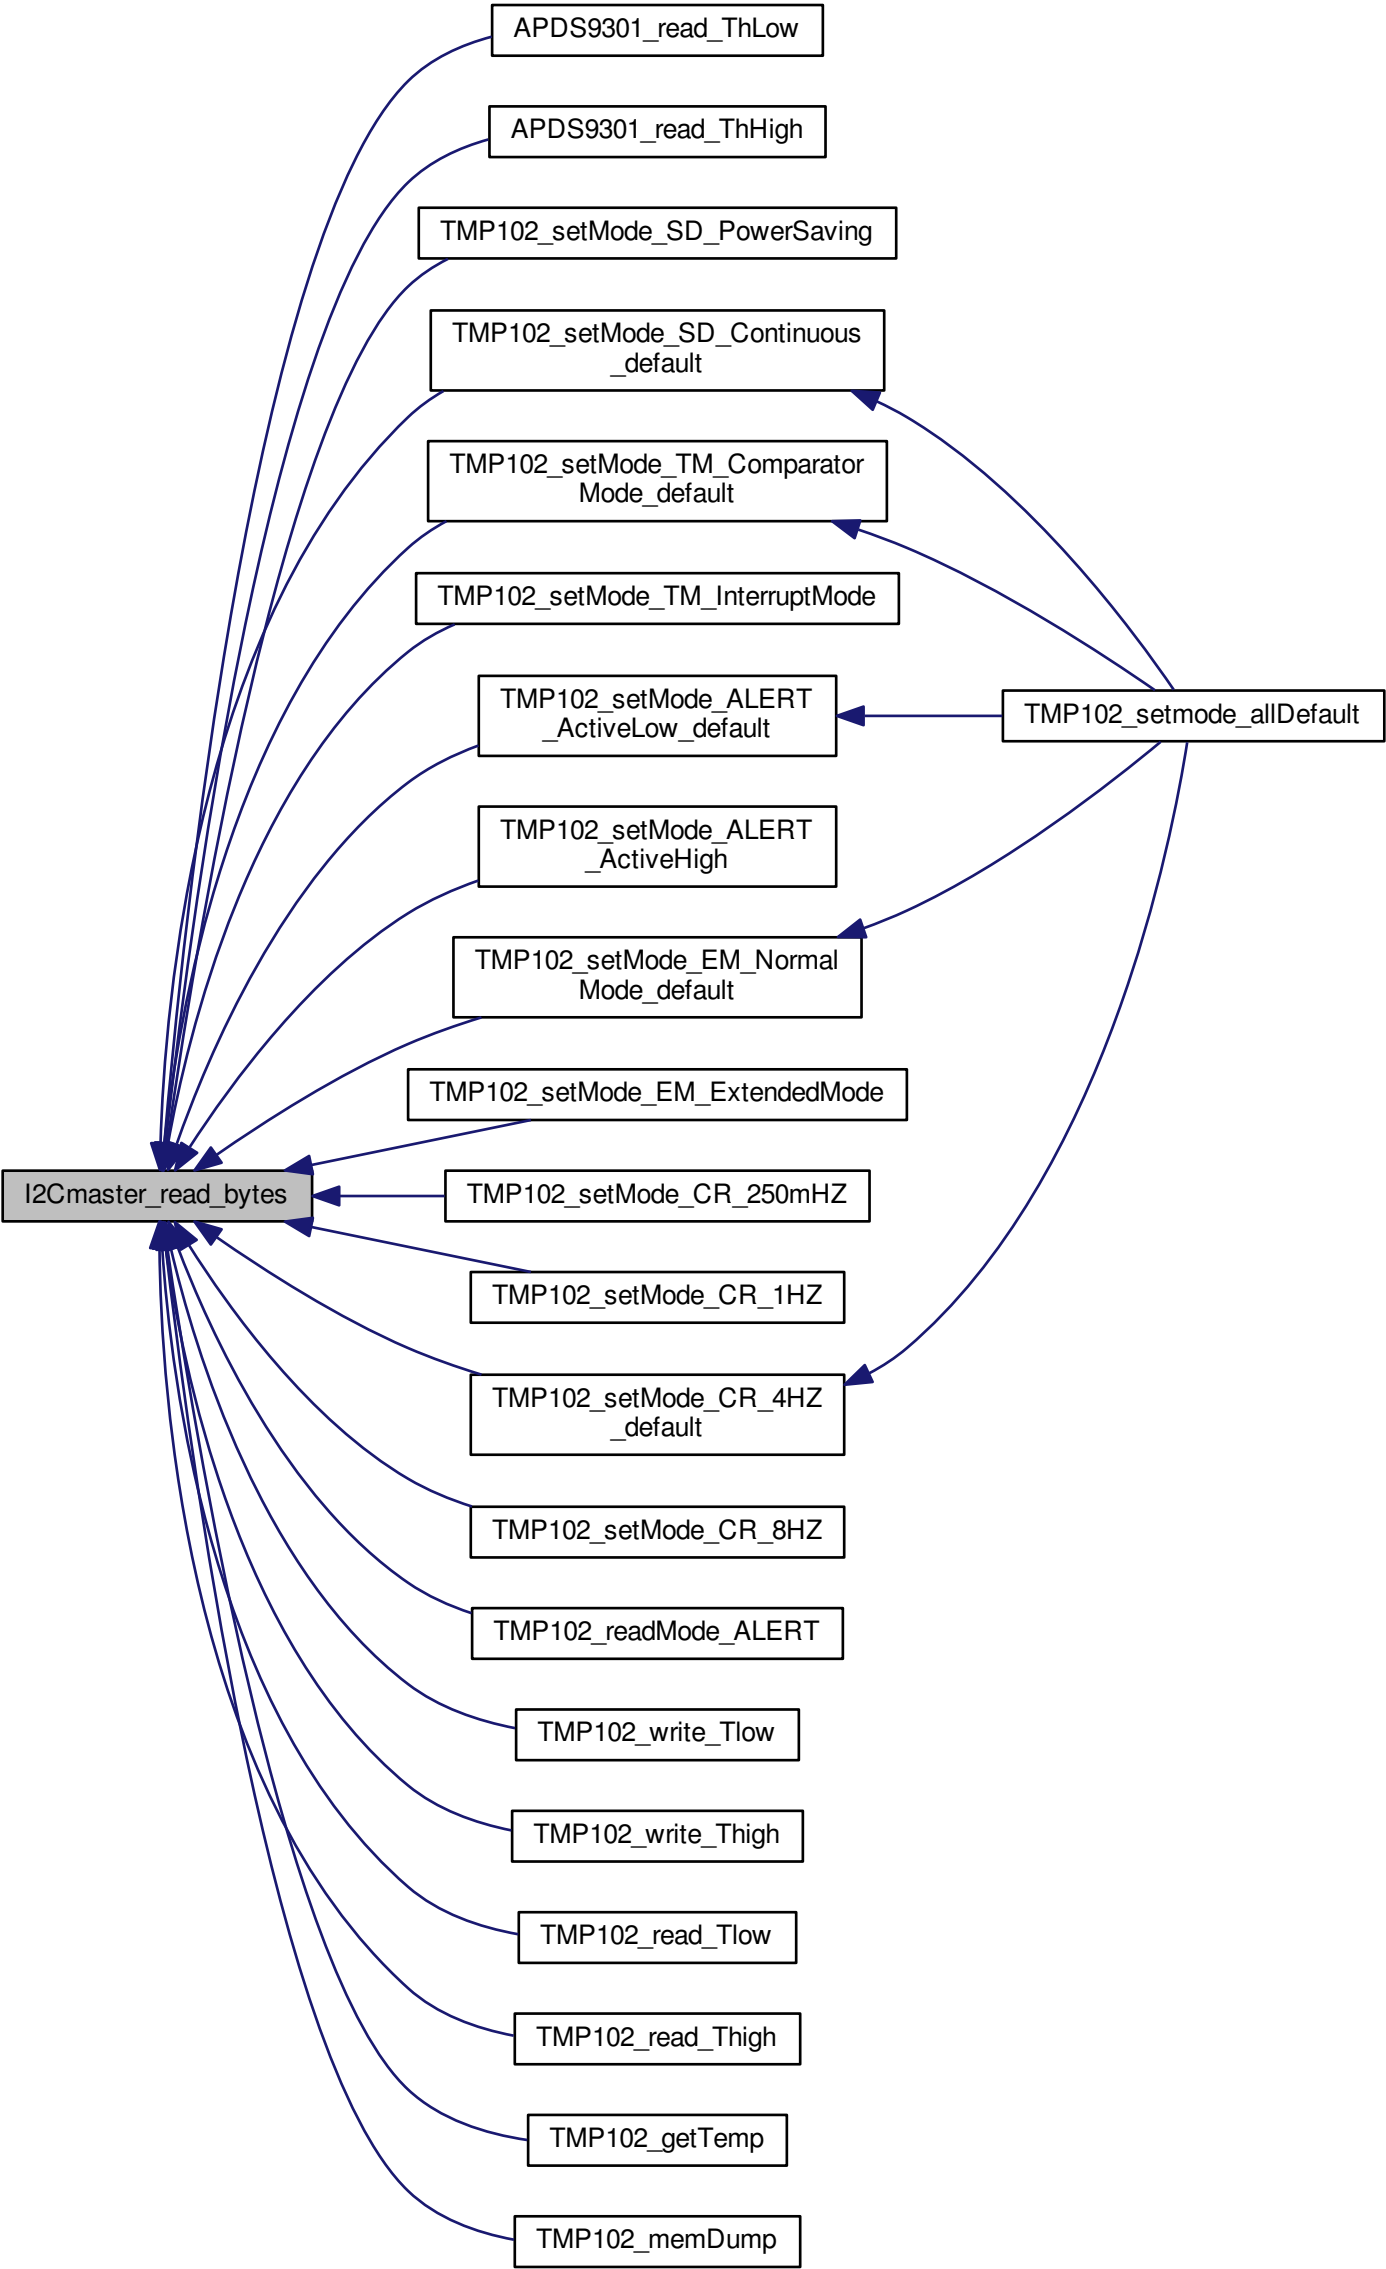 APDS9301_read_ThLow
APDS9301_read_ThHigh
TMP102_setMode_SD_PowerSaving
TMP102_setMode_SD_Continuous
_default
TMP102_setMode_TM_Comparator
Mode_default
TMP102_setMode_TM_InterruptMode
TMP102_setMode_ALERT
_ActiveLow_default
TMP102_setmode_allDefault
TMP102_setMode_ALERT
_ActiveHigh
TMP102_setMode_EM_Normal
Mode_default
TMP102_setMode_EM_ExtendedMode
I2Cmaster_read_bytes
TMP102_setMode_CR_250mHZ
TMP102_setMode_CR_1HZ
TMP102_setMode_CR_4HZ
_default
TMP102_setMode_CR_8HZ
TMP102_readMode_ALERT
TMP102_write_Tlow
TMP102_write_Thigh
TMP102_read_Tlow
TMP102_read_Thigh
TMP102_getTemp
TMP102_memDump